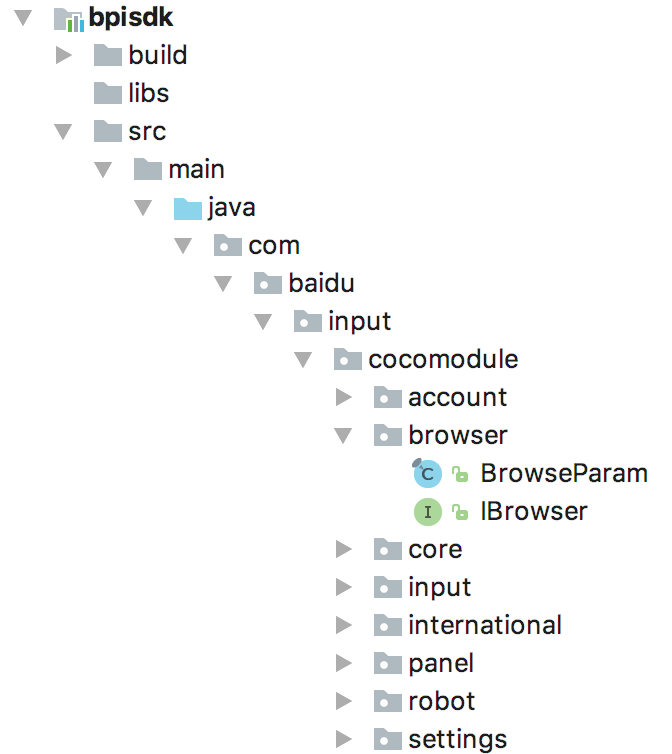 bpisdk
build
libs
src
main
java
com
baidu
input
cocomodule
account
browser
C BrowseParam
I IBrowser
core
input
international
panel
robot
settings